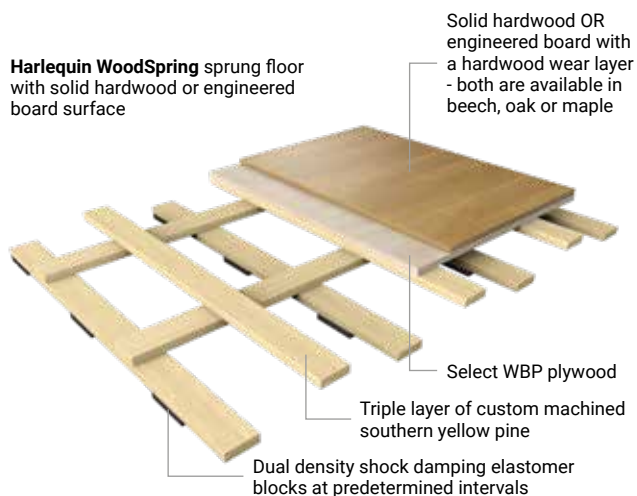 Harlequin WoodSpring sprung floor
with solid hardwood or engineered
board surface
Solid hardwood OR
engineered board with
a hardwood wear layer
- both are available in
beech, oak or maple
Select WBP plywood
Triple layer of custom machined
southern yellow pine
Dual density shock damping elastomer
blocks at predetermined intervals